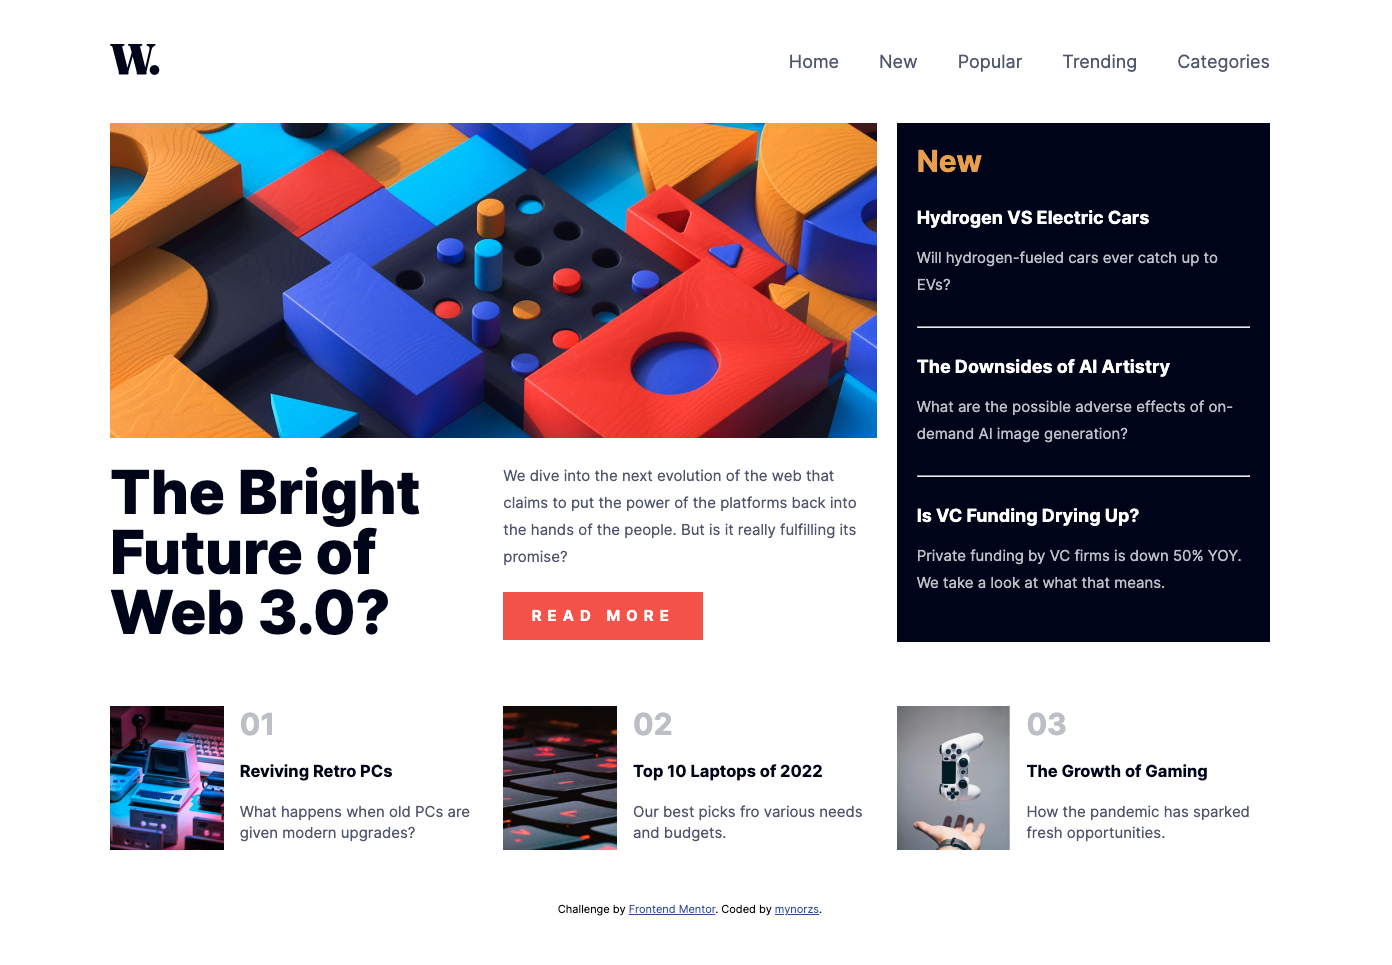 W.
Home New Popular Trending Categories
New
Hydrogen VS Electric Cars
Will hydrogen-fueled cars ever catch up to
EVs?
The Downsides of AI Artistry
What are the possible adverse effects of on-
demand AI image generation?
Is VC Funding Drying Up?
Private funding by VC firms is down 50% YOY.
We take a look at what that means.
The Bright
Future of
Web 3.0?
We dive into the next evolution of the web that
claims to put the power of the platforms back into
the hands of the people. But is it really fulfilling its
promise?
READ MORE
01
Reviving Retro PCs
What happens when old PCs are
given modern upgrades?
02
Top 10 Laptops of 2022
Our best picks fro various needs
and budgets.
03
The Growth of Gaming
How the pandemic has sparked
fresh opportunities.
Challenge by Frontend Mentor. Coded by mynorzs.